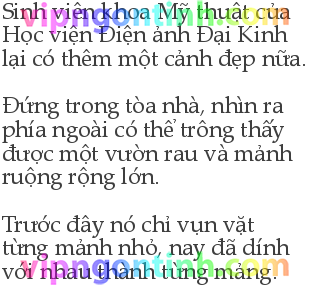 Sinh viên khoa Mỹ thuật của
vipngontinh.com
Học viện Điện ảnh Đại Kinh
lại có thêm một cảnh đẹp nữa.
Đứng trong tòa nhà, nhìn ra
phía ngoài có thể trông thấy
được một vườn rau và mảnh
ruộng rộng lớn.
Trước đây nó chỉ vụn vặt
từng mảnh nhỏ, nay đã dính
với nhau thành từng mảng.
vipngontinh.com